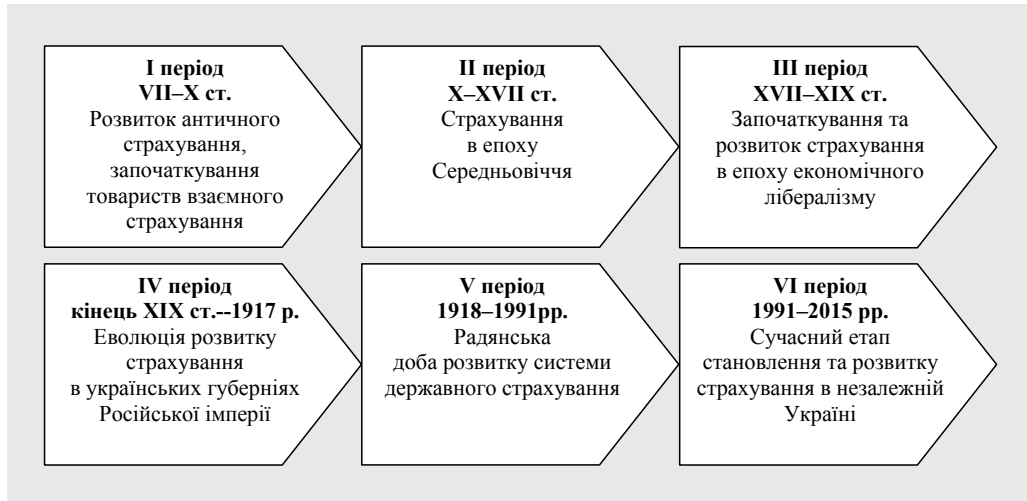 І період
VII–X ст.
Розвиток античного
страхування,
започаткування
товариств взаємного
страхування
ІІ період
X–XVII ст.
Страхування
в епоху
Середньовіччя
ІІІ період
XVII–XIX ст.
Започаткування та
розвиток страхування
в епоху економічного
лібералізму
IV період
кінець XIX ст.--1917 р.
Еволюція розвитку
страхування
в українських губерніях
Російської імперії
V період
1918–1991рр.
Радянська
доба розвитку системи
державного страхування
VI період
1991–2015 рр.
Сучасний етап
становлення та розвитку
страхування в незалежній
Україні